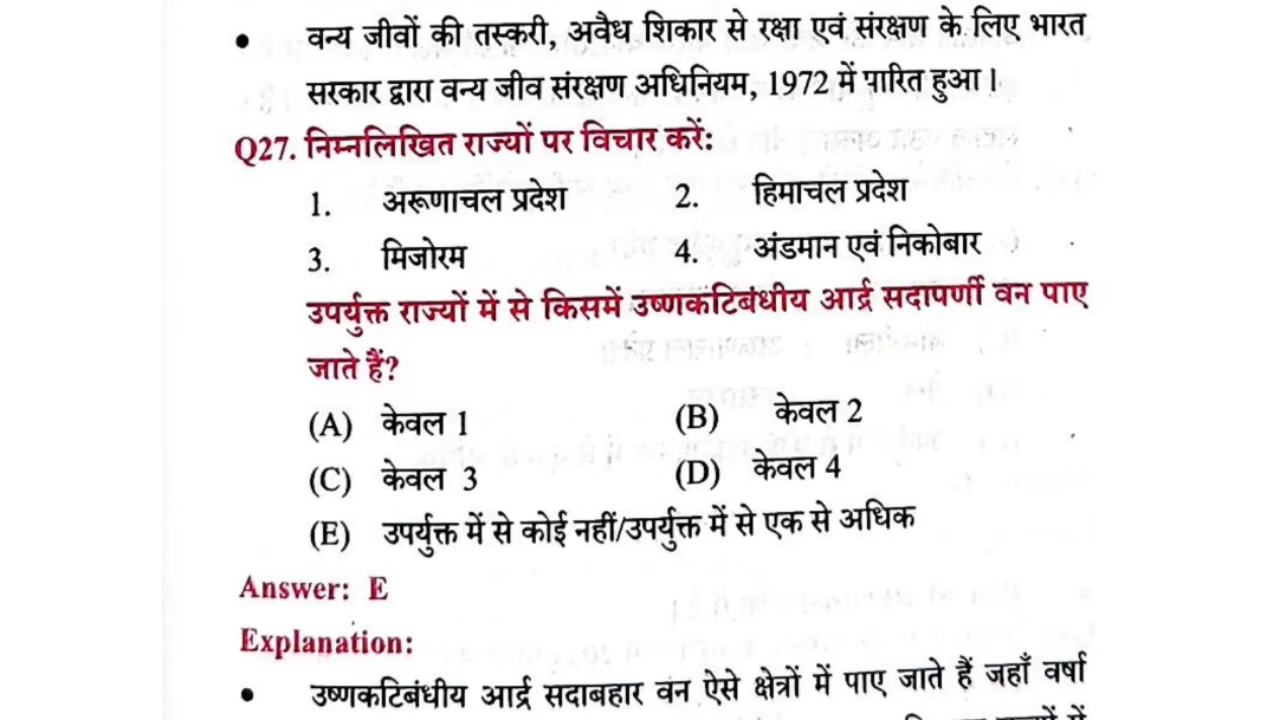 • वन्य जीवों की तस्करी, अवैध शिकार से रक्षा एवं संरक्षण के लिए भारत
सरकार द्वारा वन्य जीव संरक्षण अधिनियम, 1972 में पारित हुआ।
Q27. निम्नलिखित राज्यों पर विचार करें:
1. अरूणाचल प्रदेश 2. हिमाचल प्रदेश
3. मिजोरम 4. अंडमान एवं निकोबार
उपर्युक्त राज्यों में से किसमें उष्णकटिबंधीय आर्द्र सदापर्णी वन पाए
जाते हैं?
(A) केवल 1 (B) केवल 2
(C) केवल 3 (D) केवल 4
(E) उपर्युक्त में से कोई नहीं/उपर्युक्त में से एक से अधिक
Answer: E
Explanation:
• उष्णकटिबंधीय आर्द्र सदाबहार वन ऐसे क्षेत्रों में पाए जाते हैं जहाँ वर्षा